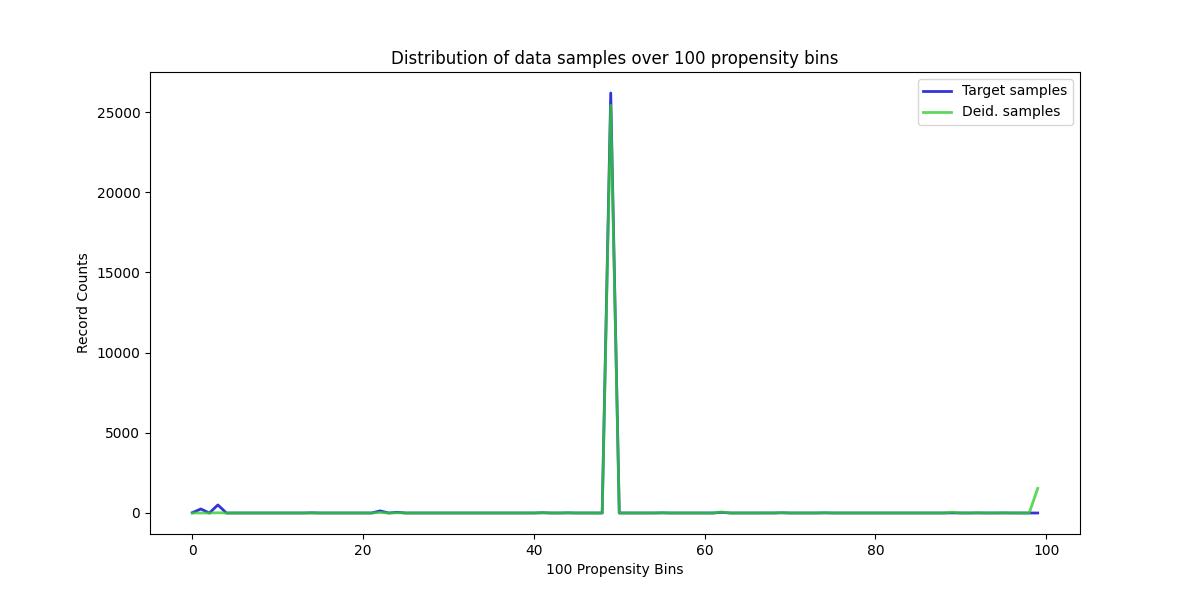 Distribution of data samples over 100 propensity bins
Target samples
Deid. samples
25000
20000
15000
10000
5000
0
Record Counts
0 20 40 60 80 100
100 Propensity Bins